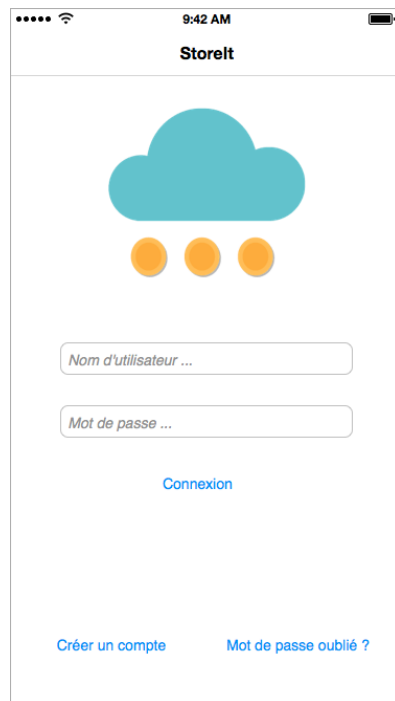 9:42 AM
StoreIt
Nom d'utilisateur ...
Mot de passe ...
Connexion
Créer un compte
Mot de passe oublié ?